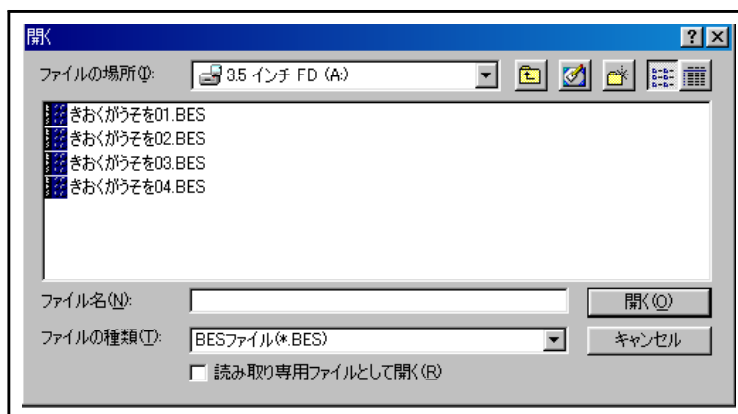 開く
ファイルの場所(I): 3.5 インチ FD (A:)
きおくがうそを01.BES
きおくがうそを02.BES
きおくがうそを03.BES
きおくがうそを04.BES
ファイル名(N): 開く(O)
ファイルの種類(T): BESファイル(*.BES) キャンセル
読み取り専用ファイルとして開く(R)